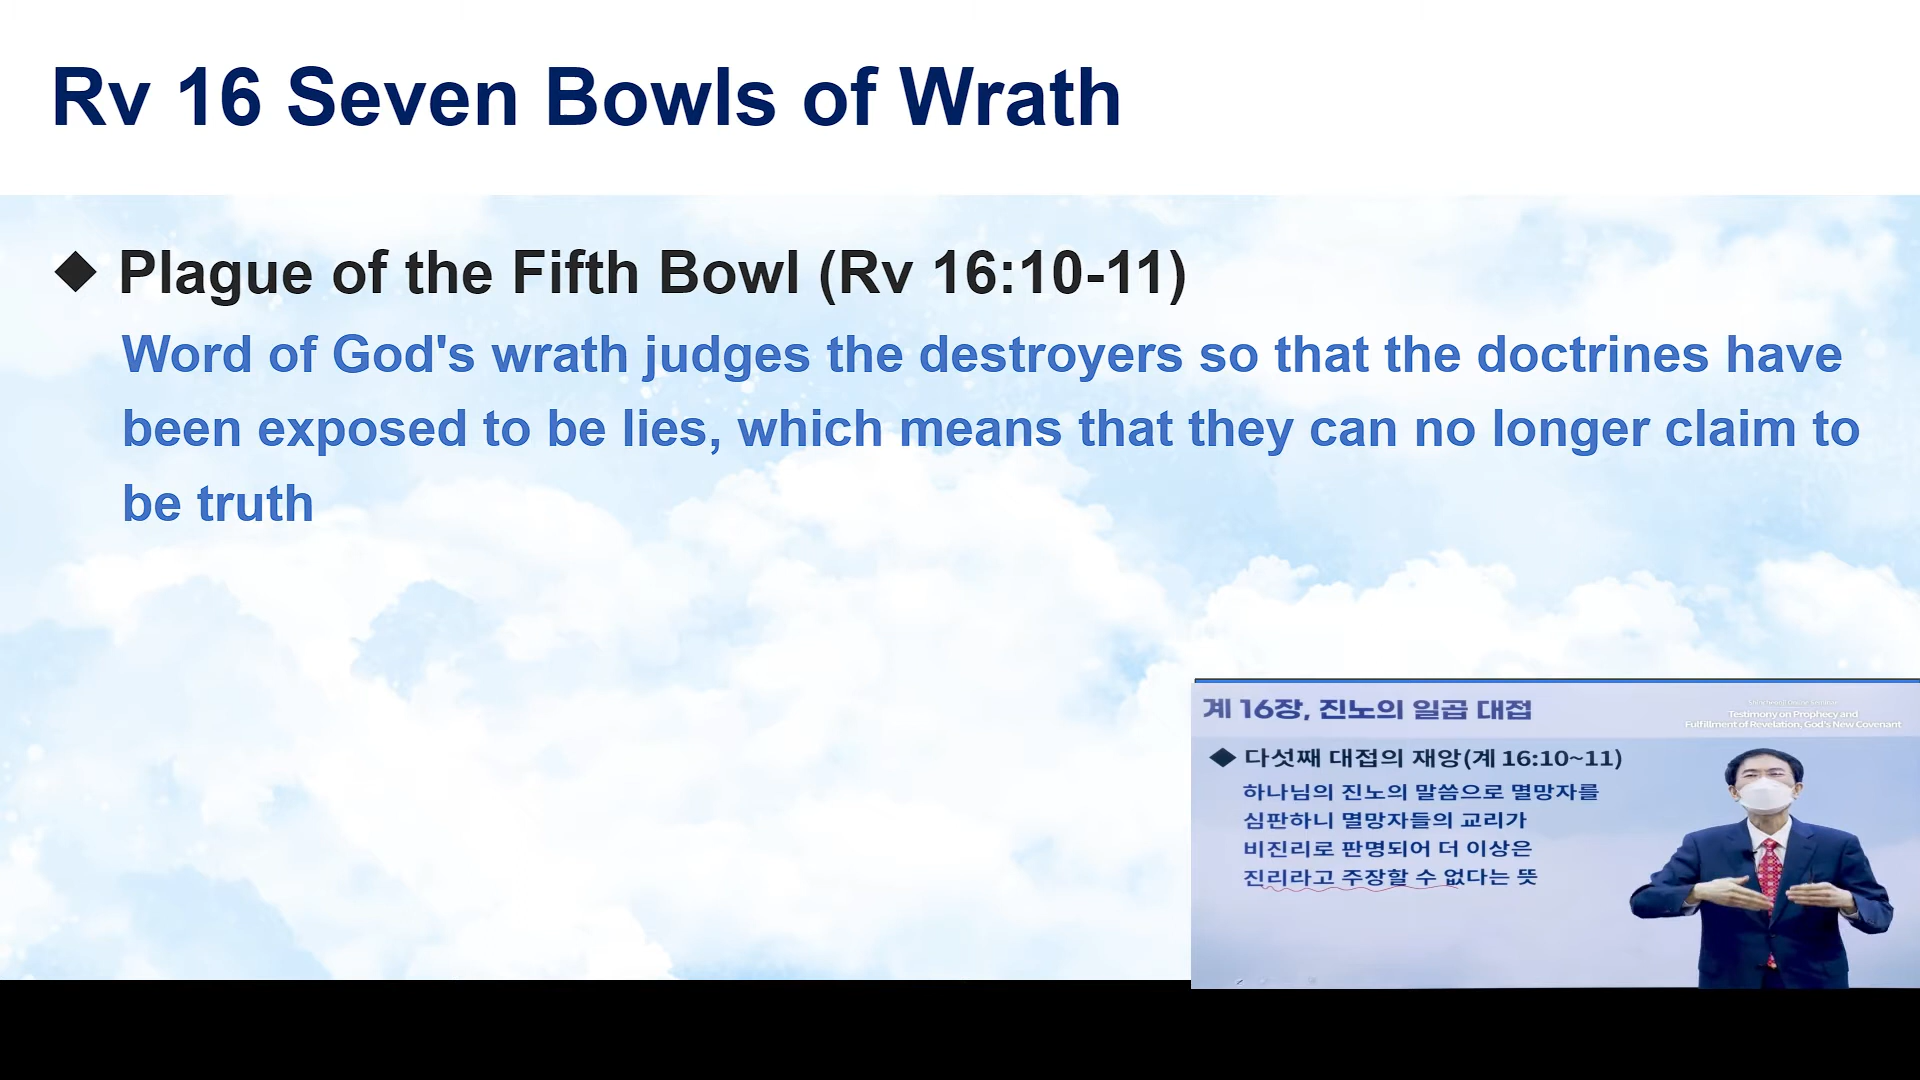 Rv 16 Seven Bowls of Wrath
◆ Plague of the Fifth Bowl (Rv 16:10-11)
Word of God's wrath judges the destroyers so that the doctrines have
been exposed to be lies, which means that they can no longer claim to
be truth
계 16장, 진노의 일곱 대접
Testimony on Prophecy and
Fulfillment of Revelation, God's New Covenant
◆ 다섯째 대접의 재앙(계 16:10~11)
하나님의 진노의 말씀으로 멸망자를
심판하니 멸망자들의 교리가
비진리로 판명되어 더 이상은
진리라고 주장할 수 없다는 뜻